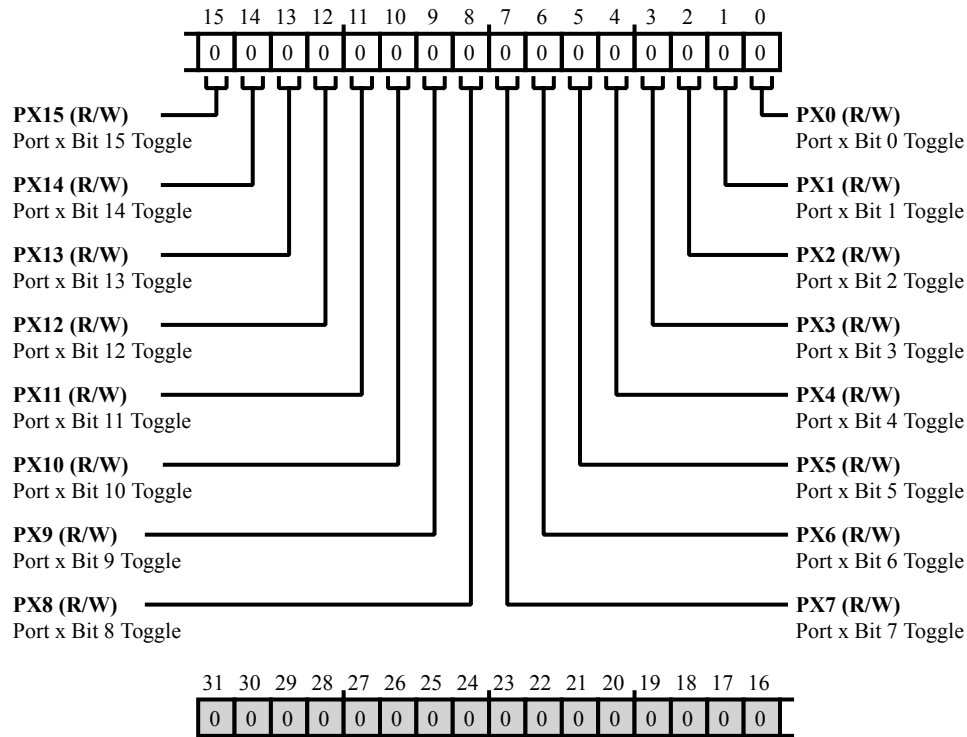 15 14 13 12 11 10 9 8 7 6 5 4 3 2 1 0
0 0 0 0 0 0 0 0 0 0 0 0 0 0 0 0
PX15 (R/W)
Port x Bit 15 Toggle
PX14 (R/W)
Port x Bit 14 Toggle
PX13 (R/W)
Port x Bit 13 Toggle
PX12 (R/W)
Port x Bit 12 Toggle
PX11 (R/W)
Port x Bit 11 Toggle
PX10 (R/W)
Port x Bit 10 Toggle
PX9 (R/W)
Port x Bit 9 Toggle
PX8 (R/W)
Port x Bit 8 Toggle
PX0 (R/W)
Port x Bit 0 Toggle
PX1 (R/W)
Port x Bit 1 Toggle
PX2 (R/W)
Port x Bit 2 Toggle
PX3 (R/W)
Port x Bit 3 Toggle
PX4 (R/W)
Port x Bit 4 Toggle
PX5 (R/W)
Port x Bit 5 Toggle
PX6 (R/W)
Port x Bit 6 Toggle
PX7 (R/W)
Port x Bit 7 Toggle
31 30 29 28 27 26 25 24 23 22 21 20 19 18 17 16
0 0 0 0 0 0 0 0 0 0 0 0 0 0 0 0